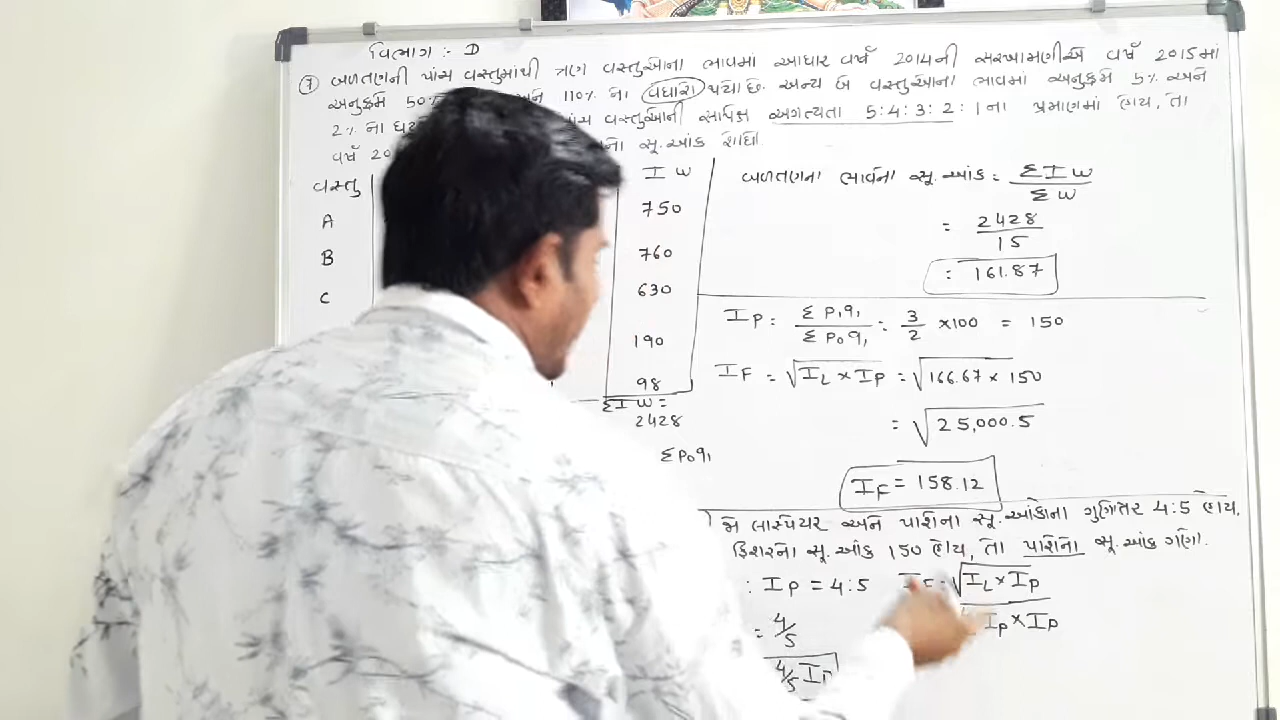 વિભાગ :- D
⑦ બળતણની પાંચ વસ્તુમાંથી ત્રણ વસ્તુઓના ભાવમાં આધાર વર્ષ 2014ની સરખામણીએ વર્ષ 2015માં
અનુક્રમે 50% અને 110% નો વધારો થયો છે. અન્ય બે વસ્તુઓના ભાવમાં અનુક્રમે 5% અને
2% નો પાંચ વસ્તુઓની સાપેક્ષ અગત્યતા 5:4:3:2:1ના પ્રમાણમાં હોય, તો
વર્ષ 20 સૂ.આંક શોધો.
વસ્તુ I W
A 750
B 760
C 630
190
98
ΣIW =
2428
Σp₀q₁
બળતણના ભાવના સૂ.આંક = ΣIW / ΣW
= 2428 / 15
= 161.87
IP = Σp₁q₁ / Σp₀q₁ = 3/2 ×100 = 150
IF = √IL × IP = √166.67 × 150
= √25,000.5
IF = 158.12
જો લાસ્પેયર અને પાશેના સૂ.આંકોના ગુણોત્તર 4:5 હોય,
ફિશરનો સૂ.આંક 150 હોય, તો પાશેના સૂ.આંક ગણો.
: IP = 4:5 IF = √IL × IP
= 4/5 IP × IP
4/5 IP